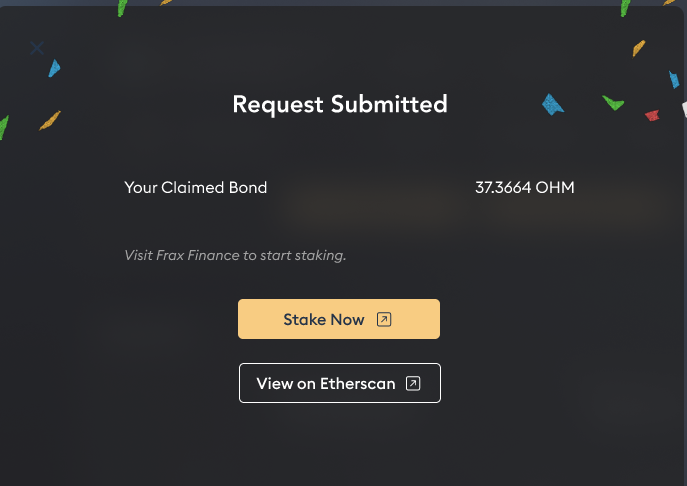 Request Submitted
Your Claimed Bond 37.3664 OHM
Visit Frax Finance to start staking.
Stake Now
View on Etherscan